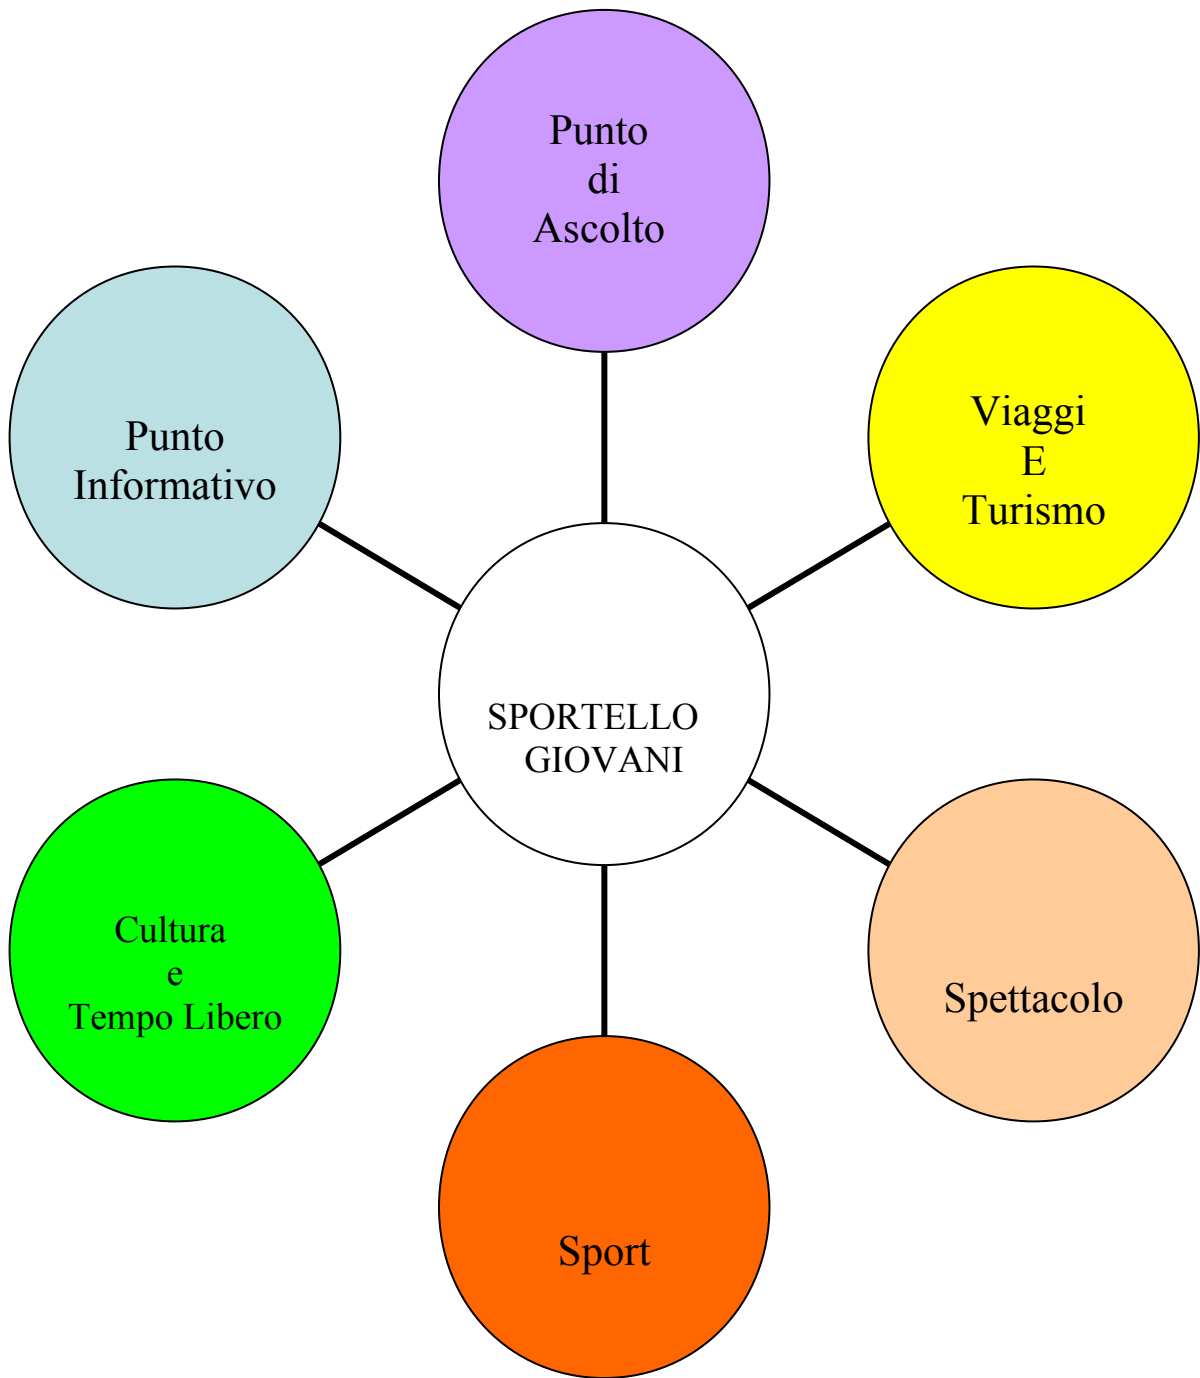 Punto
di
Ascolto
Viaggi
E
Turismo
Punto
Informativo
SPORTELLO
GIOVANI
Cultura
e
Tempo Libero
Spettacolo
Sport